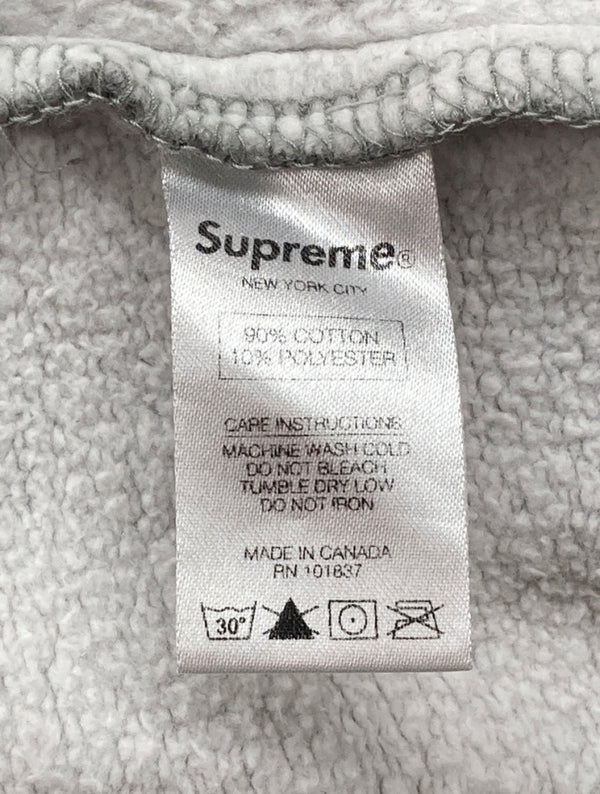 Supreme®
NEW YORK CITY
90% COTTON
10% POLYESTER
CARE INSTRUCTIONS
MACHINE WASH COLD
DO NOT BLEACH
TUMBLE DRY LOW
DO NOT IRON
MADE IN CANADA
RN 101837
30°